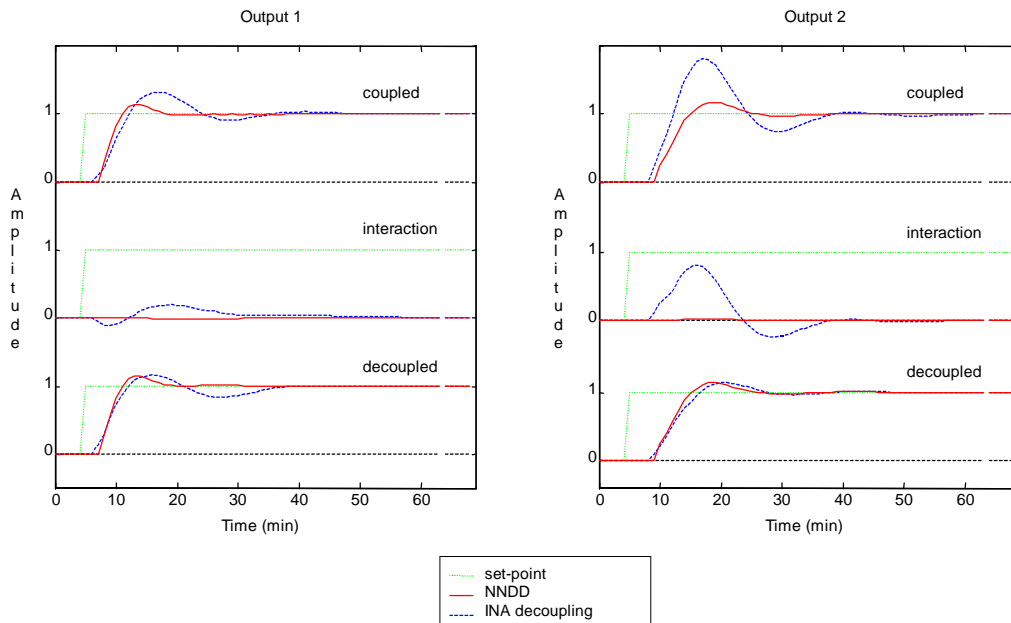 Output 1
coupled
1
0
interaction
1
0
decoupled
1
0
Amplitude
0 10 20 30 40 50 60
Time (min)
Output 2
coupled
1
0
interaction
1
0
decoupled
1
0
Amplitude
0 10 20 30 40 50 60
Time (min)
set-point
NNDD
INA decoupling